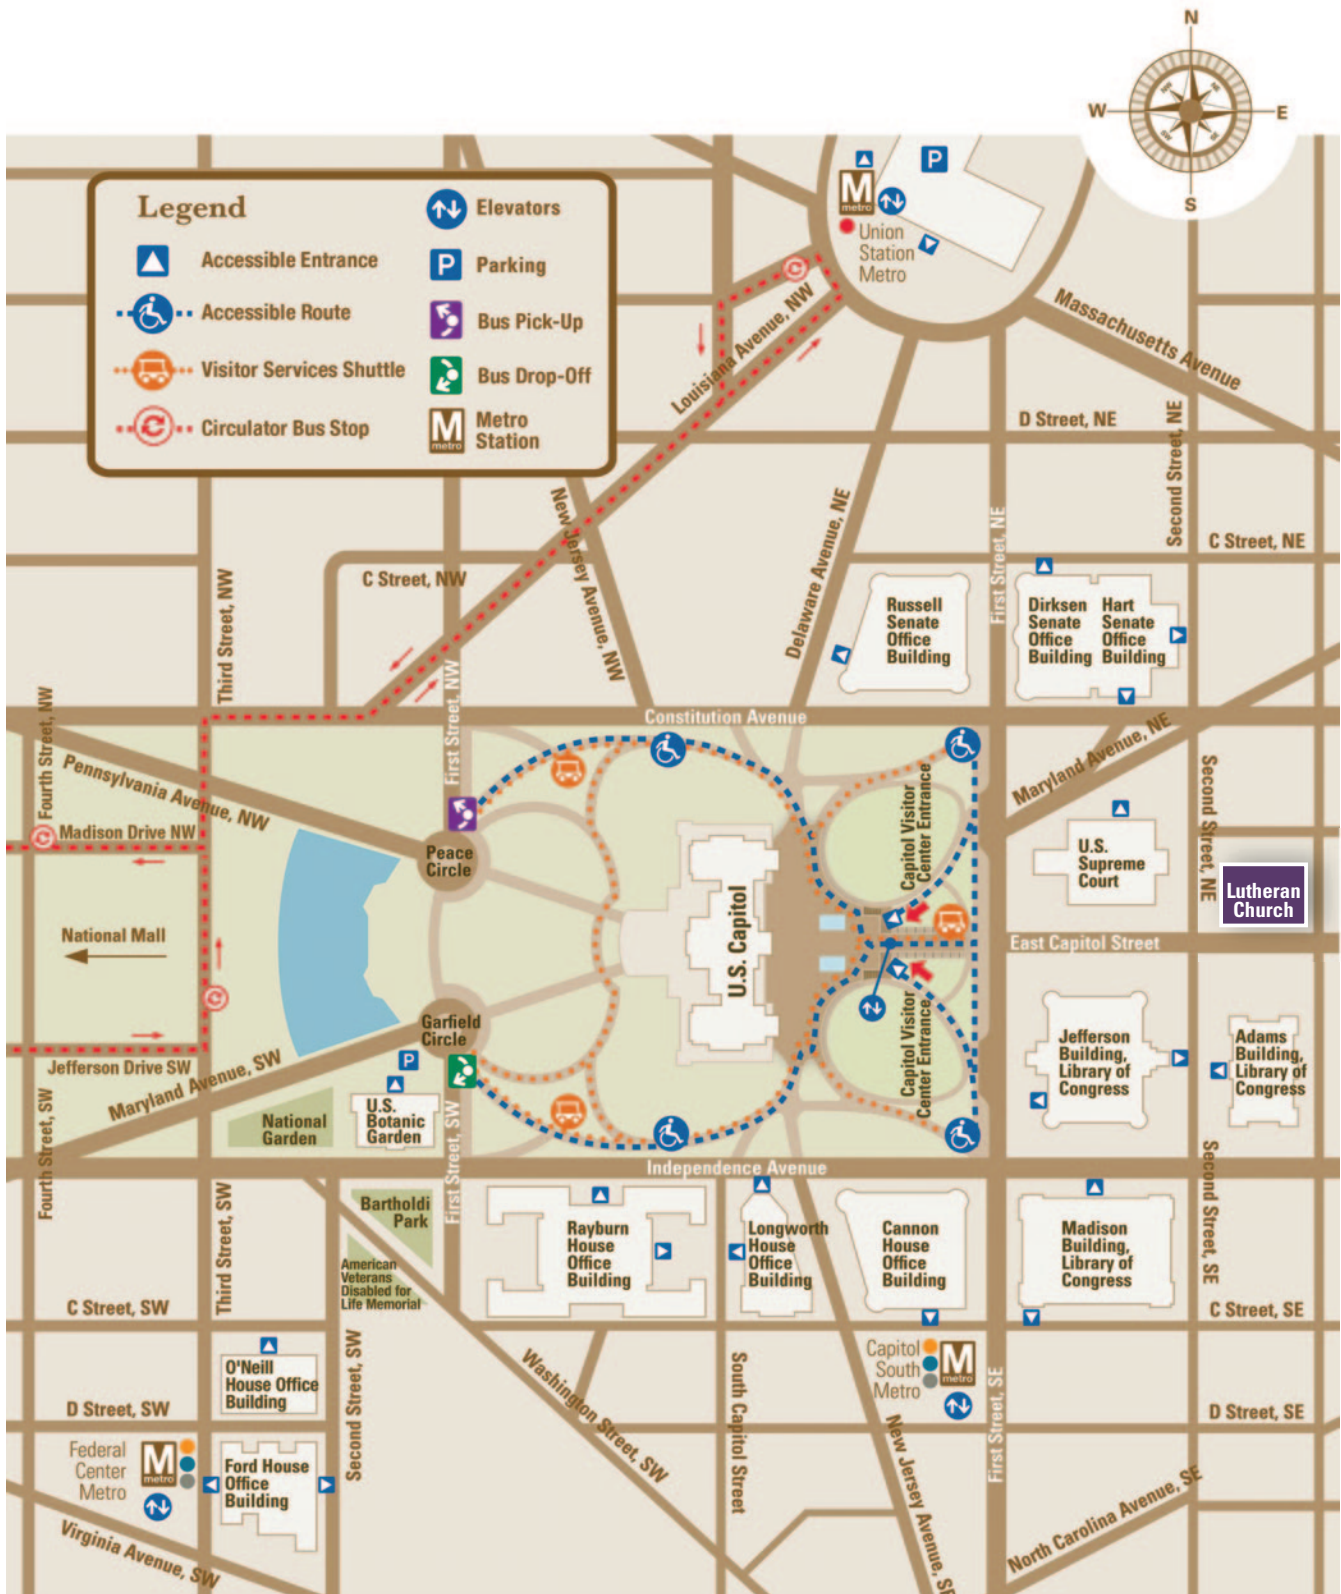 N
W
E
S
NW
NE
SW
SE
Legend
Accessible Entrance
Accessible Route
Visitor Services Shuttle
Circulator Bus Stop
Elevators
P
Parking
Bus Pick-Up
Bus Drop-Off
M
metro
Metro
Station
P
M
metro
Union
Station
Metro
Massachusetts Avenue
Louisiana Avenue, NW
D Street, NE
Second Street, NE
C Street, NE
First Street, NE
Delaware Avenue, NE
New Jersey Avenue, NW
C Street, NW
Third Street, NW
First Street, NW
Fourth Street, NW
Russell
Senate
Office
Building
Dirksen
Senate
Office
Building
Hart
Senate
Office
Building
Constitution Avenue
Maryland Avenue, NE
Second Street, NE
Pennsylvania Avenue, NW
Madison Drive NW
Peace
Circle
Capitol Visitor
Center Entrance
U.S.
Supreme
Court
Lutheran
Church
U.S. Capitol
National Mall
East Capitol Street
Garfield
Circle
Capitol Visitor
Center Entrance
Jefferson
Building,
Library of
Congress
Adams
Building,
Library of
Congress
Jefferson Drive SW
P
Maryland Avenue, SW
U.S.
Botanic
Garden
National
Garden
Fourth Street, SW
First Street, SW
Independence Avenue
Second Street, SE
Third Street, SW
Bartholdi
Park
American
Veterans
Disabled for
Life Memorial
Rayburn
House
Office
Building
Longworth
House
Office
Building
Cannon
House
Office
Building
Madison
Building,
Library of
Congress
C Street, SW
C Street, SE
O'Neill
House Office
Building
Second Street, SW
Washington Street, SW
South Capitol Street
Capitol
South
Metro
M
metro
First Street, SE
D Street, SW
D Street, SE
Federal
Center
Metro
M
metro
Ford House
Office
Building
New Jersey Avenue, SE
North Carolina Avenue, SE
Virginia Avenue, SW